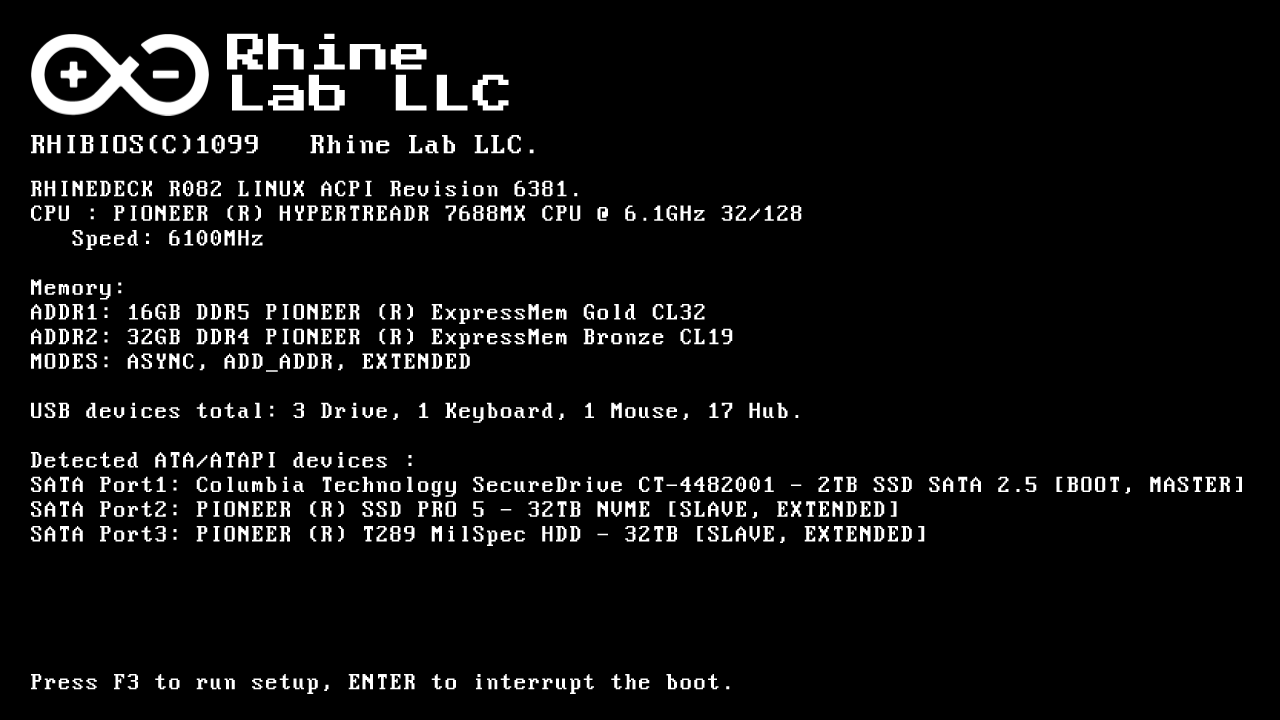 Rhine
Lab LLC
RHIBIOS(C)1099   Rhine Lab LLC.
RHINEDECK R082 LINUX ACPI Revision 6381.
CPU : PIONEER (R) HYPERTREADR 7688MX CPU @ 6.1GHz 32/128
   Speed: 6100MHz
Memory:
ADDR1: 16GB DDR5 PIONEER (R) ExpressMem Gold CL32
ADDR2: 32GB DDR4 PIONEER (R) ExpressMem Bronze CL19
MODES: ASYNC, ADD_ADDR, EXTENDED
USB devices total: 3 Drive, 1 Keyboard, 1 Mouse, 17 Hub.
Detected ATA/ATAPI devices :
SATA Port1: Columbia Technology SecureDrive CT-4482001 - 2TB SSD SATA 2.5 [BOOT, MASTER]
SATA Port2: PIONEER (R) SSD PRO 5 - 32TB NVME [SLAVE, EXTENDED]
SATA Port3: PIONEER (R) T289 MilSpec HDD - 32TB [SLAVE, EXTENDED]
Press F3 to run setup, ENTER to interrupt the boot.